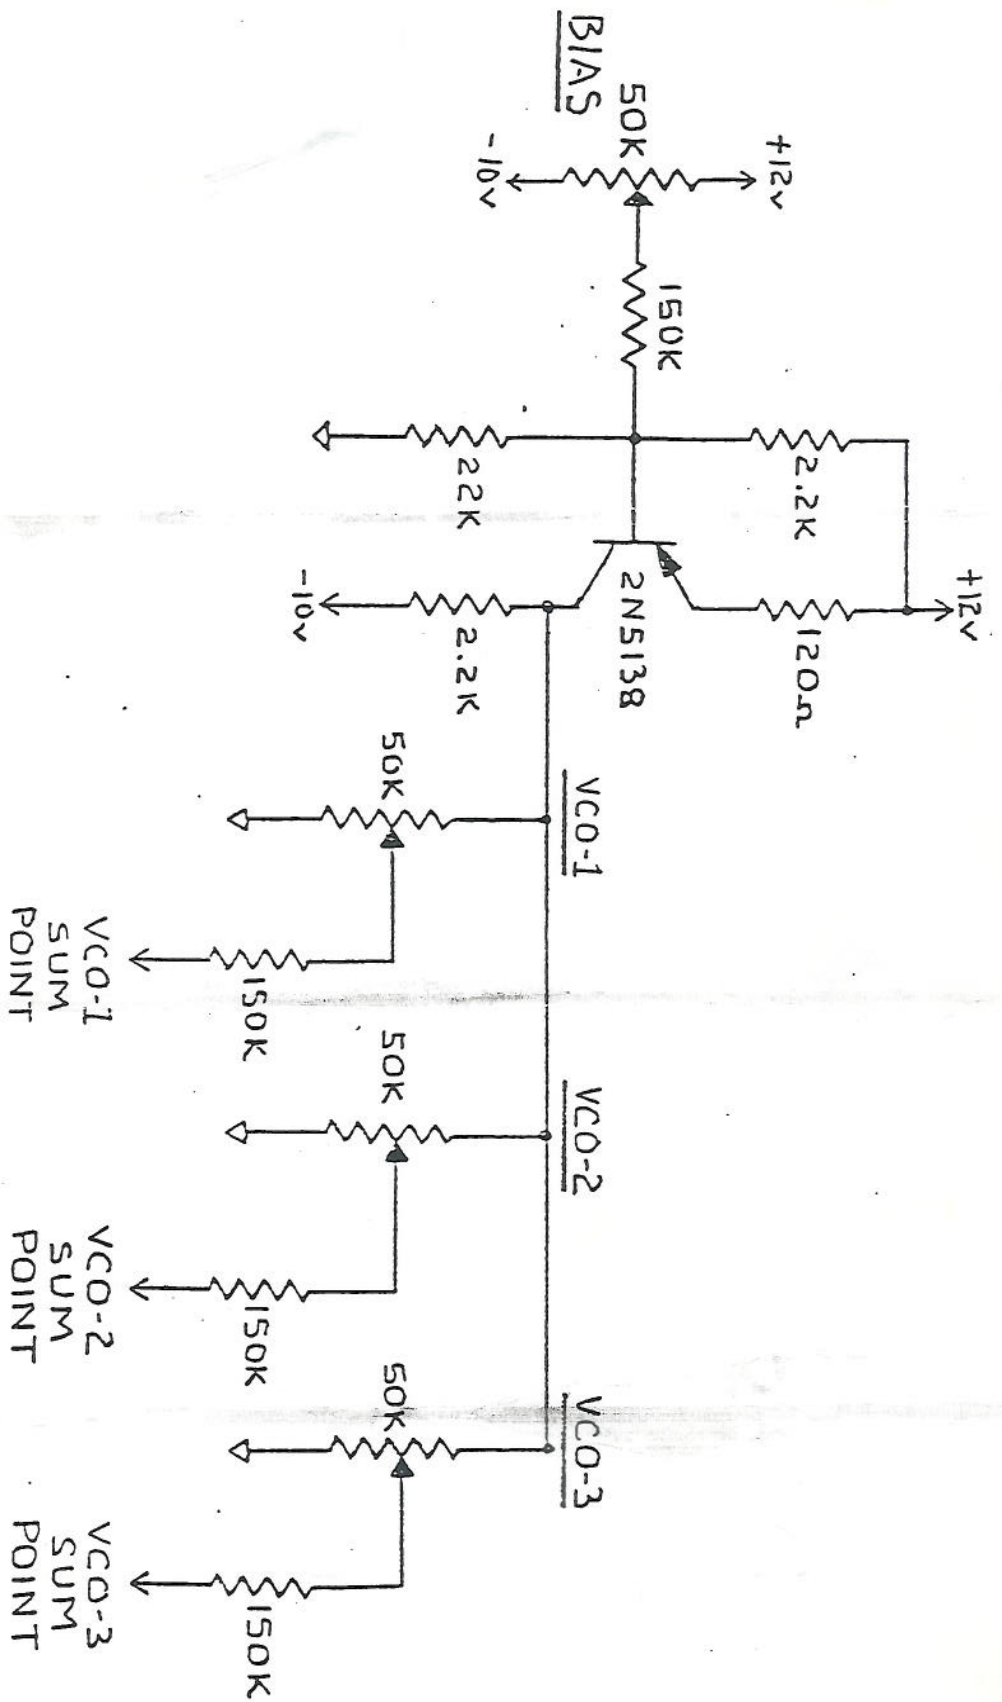 +12v
50K
-10v
BIAS
150K
2.2K
22K
+12v
120Ω
2N5138
2.2K
-10v
VCO-1
50K
150K
VCO-1
SUM
POINT
VCO-2
50K
150K
VCO-2
SUM
POINT
VCO-3
50K
150K
VCO-3
SUM
POINT